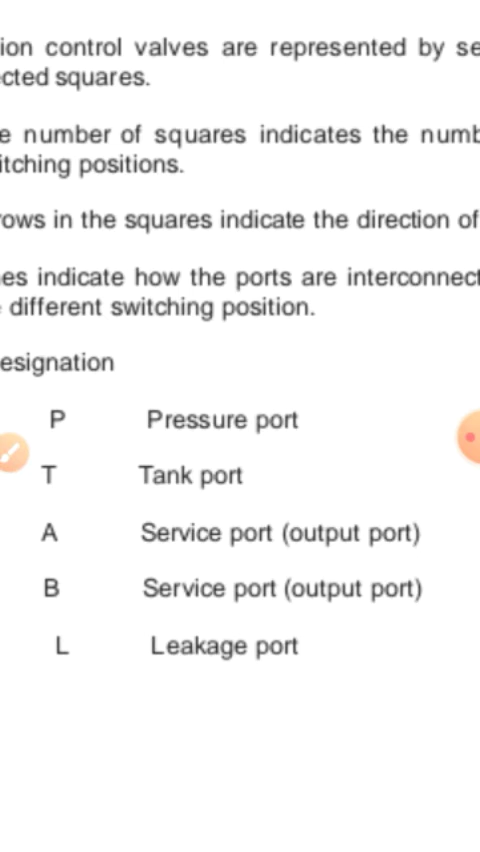 ion control valves are represented by se
cted squares.
e number of squares indicates the numb
itching positions.
rows in the squares indicate the direction of
es indicate how the ports are interconnect
different switching position.
esignation
P Pressure port
T Tank port
A Service port (output port)
B Service port (output port)
L Leakage port